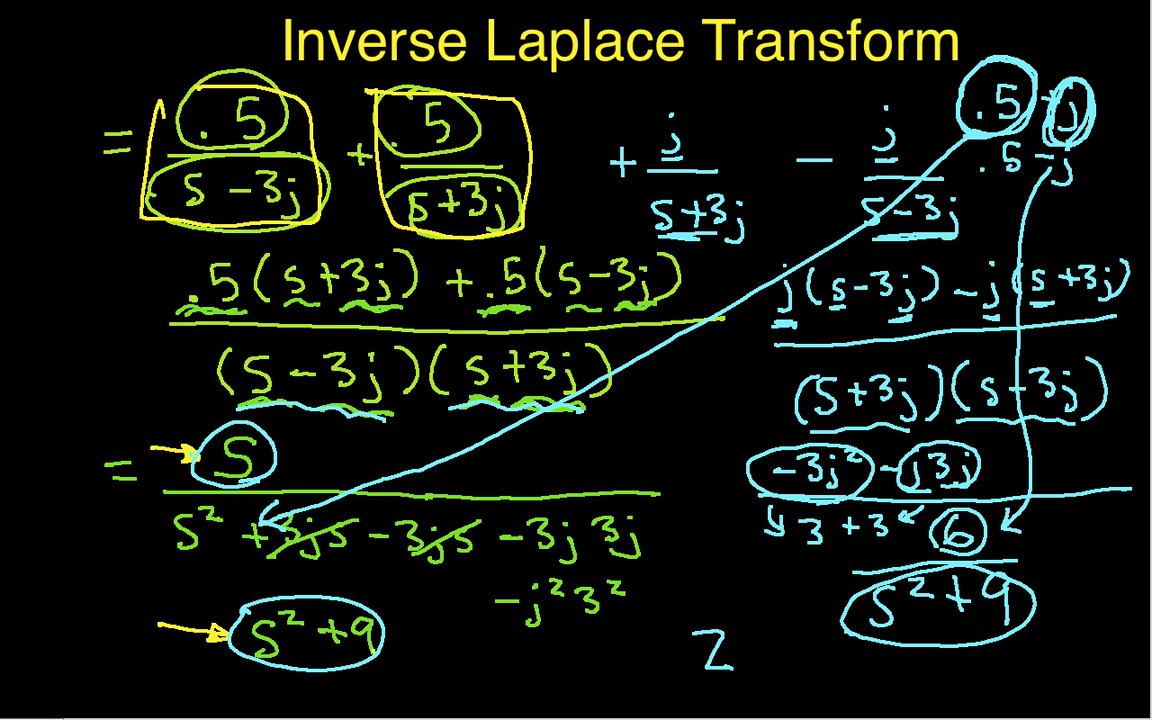 Inverse Laplace Transform
= .5 / (s - 3j) + .5 / (s + 3j) + j / (s + 3j) - j / (s - 3j)
.5 + j
.5 - j
.5(s+3j) + .5(s-3j)
(s - 3j)(s + 3j)
j(s-3j) - j(s+3j)
(s+3j)(s-3j)
= s
s² + 3js - 3js - 3j 3j
- j² 3²
s² + 9
-3j² - j3j
3 + 3 6
s² + 9
2